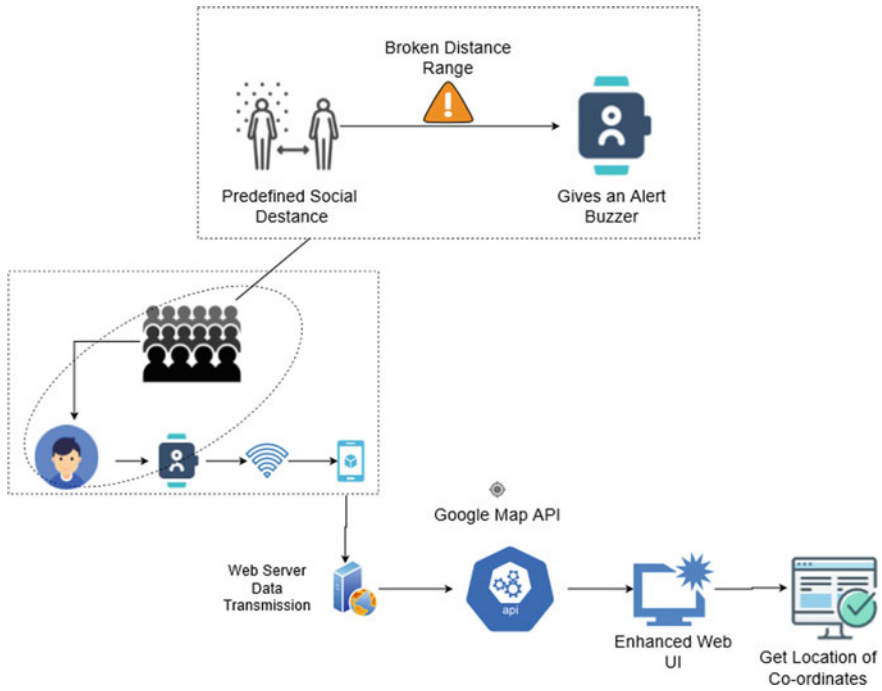 Broken Distance
Range
Predefined Social
Destance
Gives an Alert
Buzzer
Google Map API
Web Server
Data
Transmission
api
Enhanced Web
UI
Get Location of
Co-ordinates